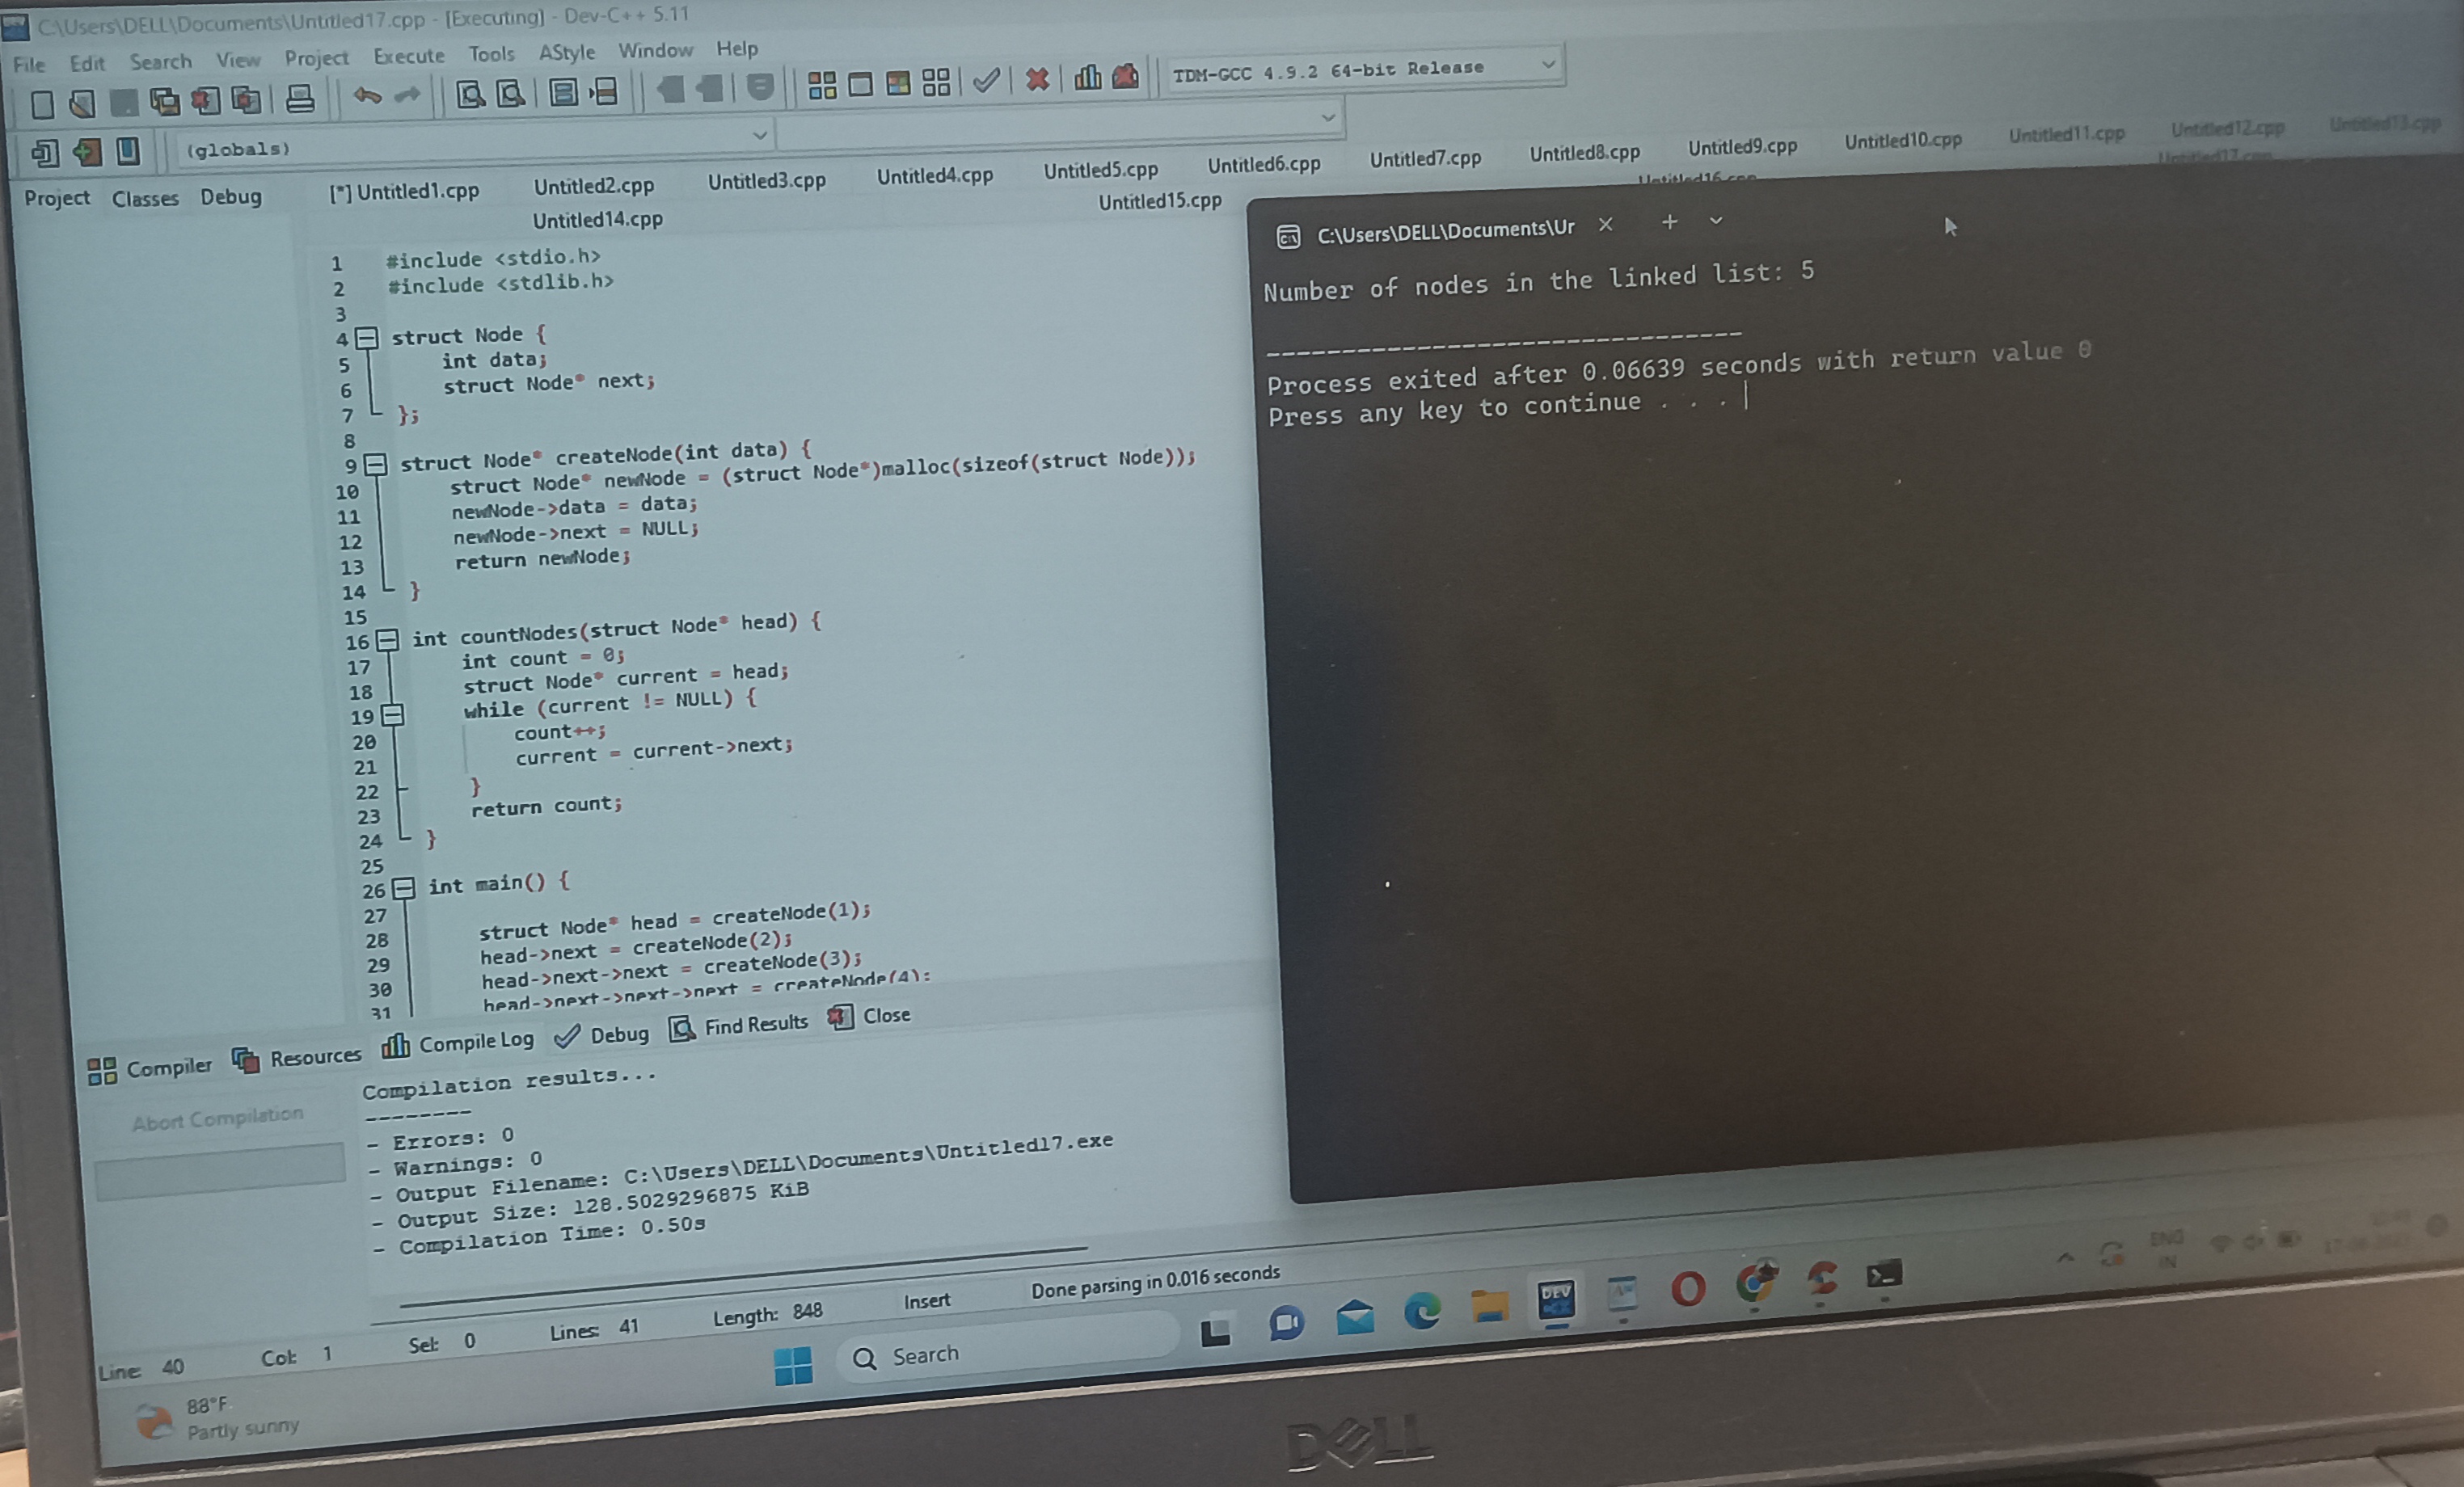 C:\Users\DELL\Documents\Untitled17.cpp - [Executing] - Dev-C++ 5.11
File Edit Search View Project Execute Tools AStyle Window Help
TDM-GCC 4.9.2 64-bit Release
(globals)
Project Classes Debug
[*] Untitled1.cpp Untitled2.cpp Untitled3.cpp Untitled4.cpp Untitled5.cpp Untitled6.cpp Untitled7.cpp Untitled8.cpp Untitled9.cpp Untitled10.cpp Untitled11.cpp Untitled12.cpp Untitled13.cpp
Untitled14.cpp Untitled15.cpp Untitled16.cpp Untitled17.cpp
1 #include <stdio.h>
2 #include <stdlib.h>
3
4 struct Node {
5 int data;
6 struct Node* next;
7 };
8
9 struct Node* createNode(int data) {
10 struct Node* newNode = (struct Node*)malloc(sizeof(struct Node));
11 newNode->data = data;
12 newNode->next = NULL;
13 return newNode;
14 }
15
16 int countNodes(struct Node* head) {
17 int count = 0;
18 struct Node* current = head;
19 while (current != NULL) {
20 count++;
21 current = current->next;
22 }
23 return count;
24 }
25
26 int main() {
27
28 struct Node* head = createNode(1);
29 head->next = createNode(2);
30 head->next->next = createNode(3);
31 head->next->next->next = createNode(4);
C:\Users\DELL\Documents\Ur
Number of nodes in the linked list: 5
--------------------------------
Process exited after 0.06639 seconds with return value 0
Press any key to continue . . .
Compiler Resources Compile Log Debug Find Results Close
Abort Compilation
Compilation results...
--------
- Errors: 0
- Warnings: 0
- Output Filename: C:\Users\DELL\Documents\Untitled17.exe
- Output Size: 128.5029296875 KiB
- Compilation Time: 0.50s
Line: 40 Col: 1 Sel: 0 Lines: 41 Length: 848 Insert Done parsing in 0.016 seconds
88°F
Partly sunny
Search
DEV
ENG
IN
DELL